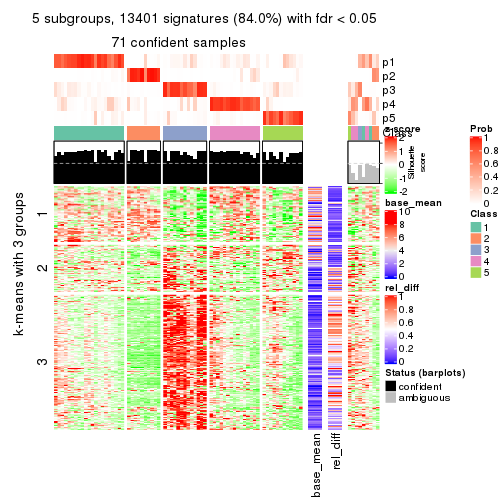 5 subgroups, 13401 signatures (84.0%) with fdr < 0.05
71 confident samples
p1
p2
p3
p4
p5
Class
Silhouette
score
k-means with 3 groups
1
2
3
base_mean
rel_diff
z-score
2
1
0
-1
-2
base_mean
10
8
6
4
2
0
rel_diff
1
0.8
0.6
0.4
0.2
0
Status (barplots)
confident
ambiguous
Prob
1
0.8
0.6
0.4
0.2
0
Class
1
2
3
4
5